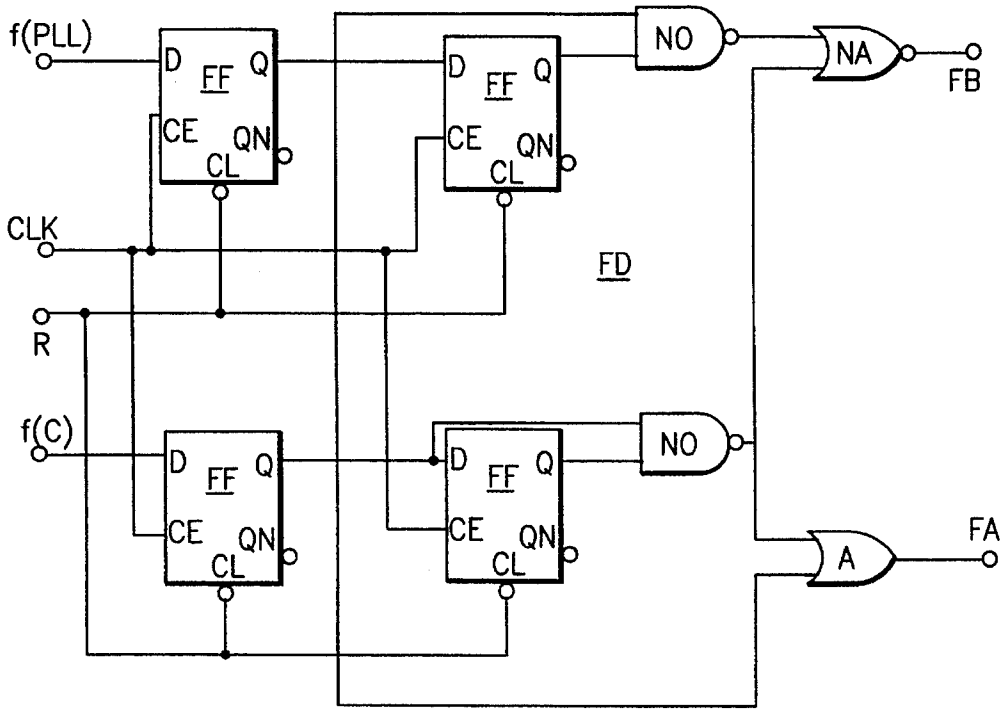 f(PLL)
D FF Q
CE
QN
CL
D FF Q
CE
QN
CL
NO
NA
FB
CLK
FD
R
f(C)
D FF Q
CE
QN
CL
D FF Q
CE
QN
CL
NO
A
FA